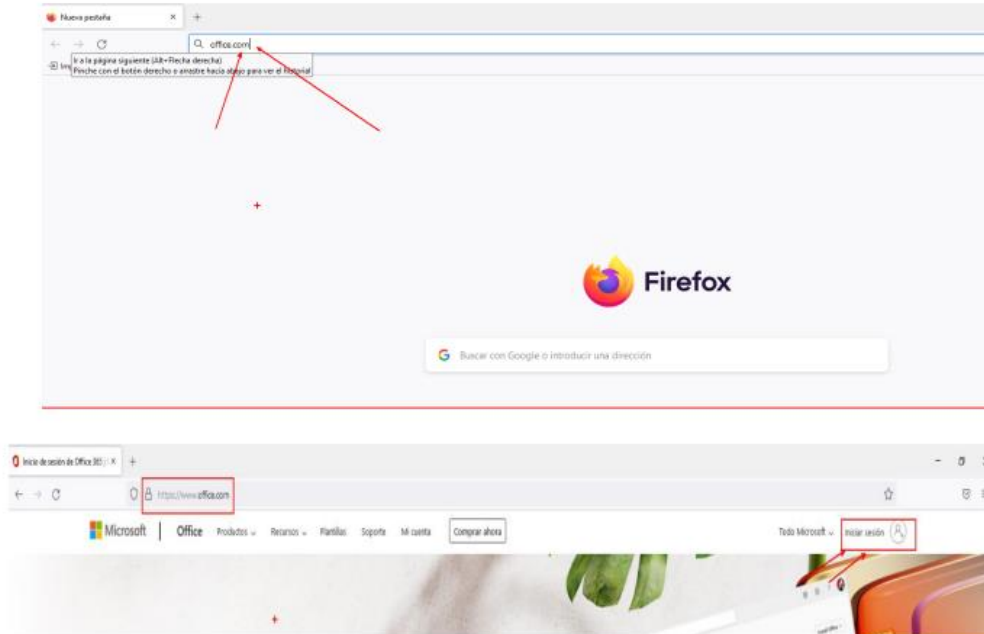 Nueva pestaña
office.com
Ir a la página siguiente (Alt+Flecha derecha)
Pinche con el botón derecho o arrastre hacia abajo para ver el historial
Firefox
Buscar con Google o introducir una dirección
Inicio de sesión de Office 365
https://www.office.com
Microsoft | Office Productos Recursos Plantillas Soporte Mi cuenta Comprar ahora Todo Microsoft Iniciar sesión